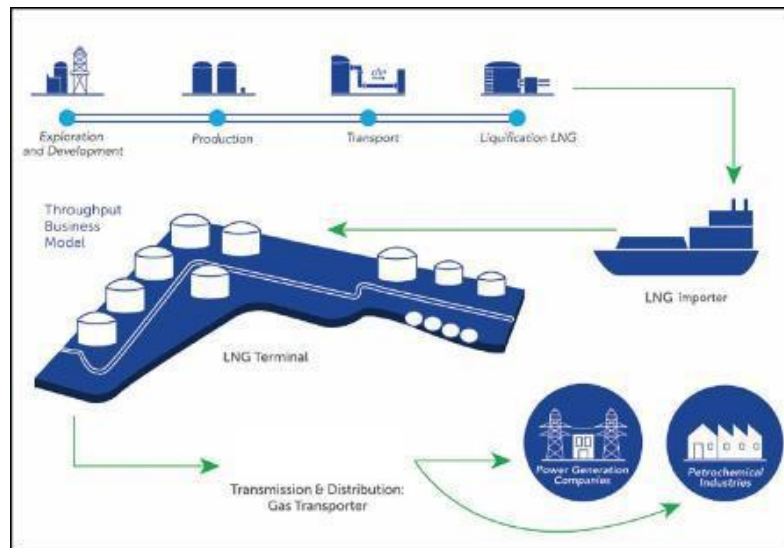 Exploration
and Development
Production
Transport
Liquification LNG
Throughput
Business
Model
LNG importer
LNG Terminal
Power Generation
Companies
Petrochemical
Industries
Transmission & Distribution:
Gas Transporter